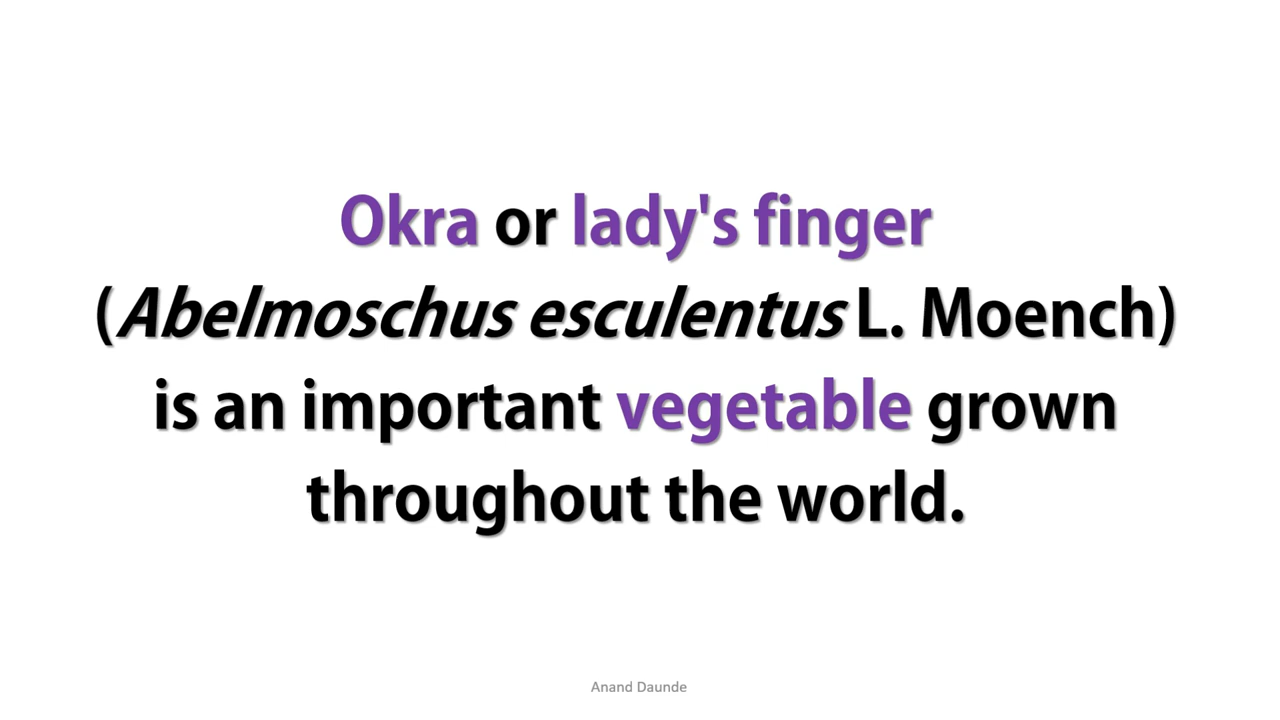 Okra or lady's finger
(Abelmoschus esculentus L. Moench)
is an important vegetable grown
throughout the world.
Anand Daunde